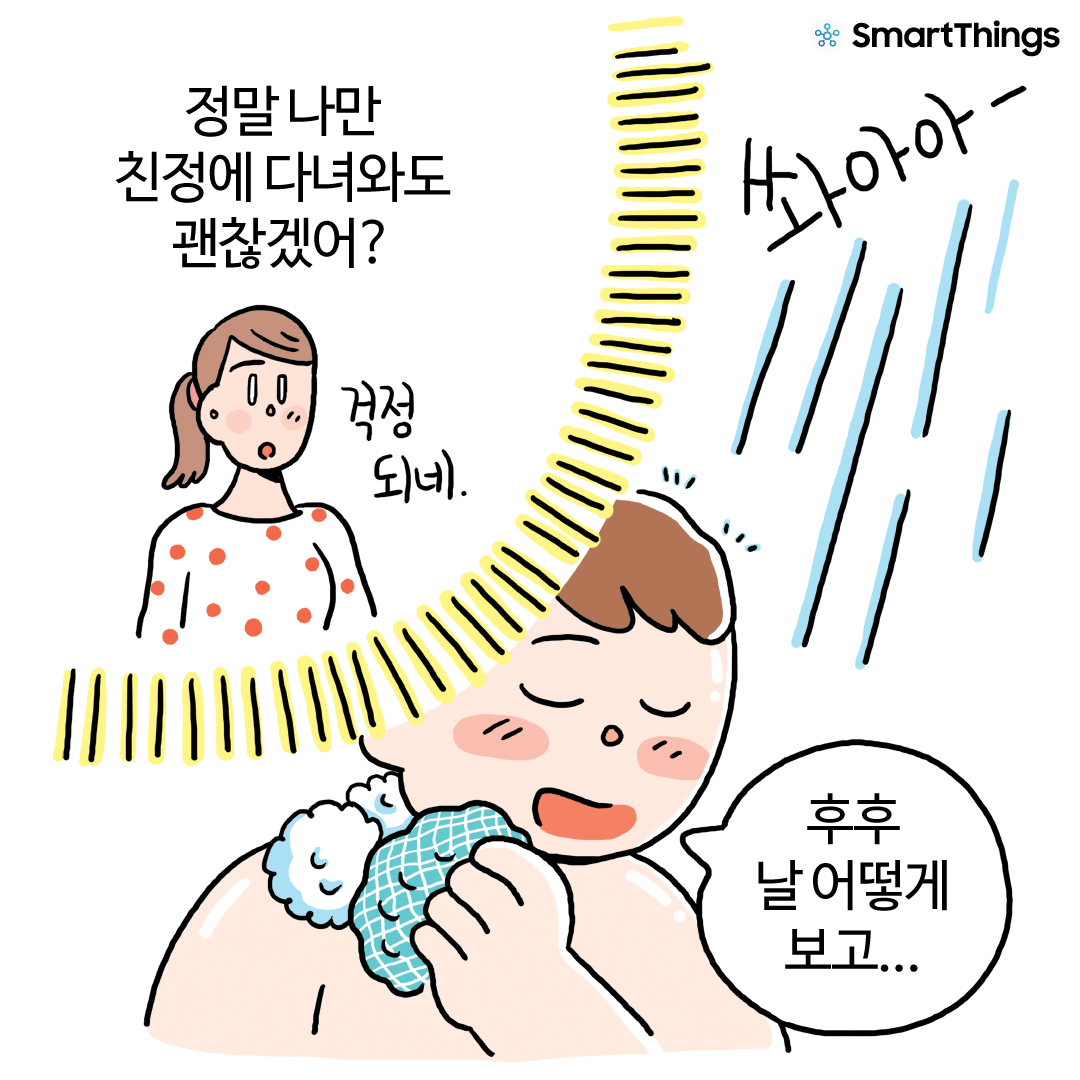 SmartThings
정말 나만
친정에 다녀와도
괜찮겠어?
쏴아아-
걱정
되네.
후후
날 어떻게
보고...